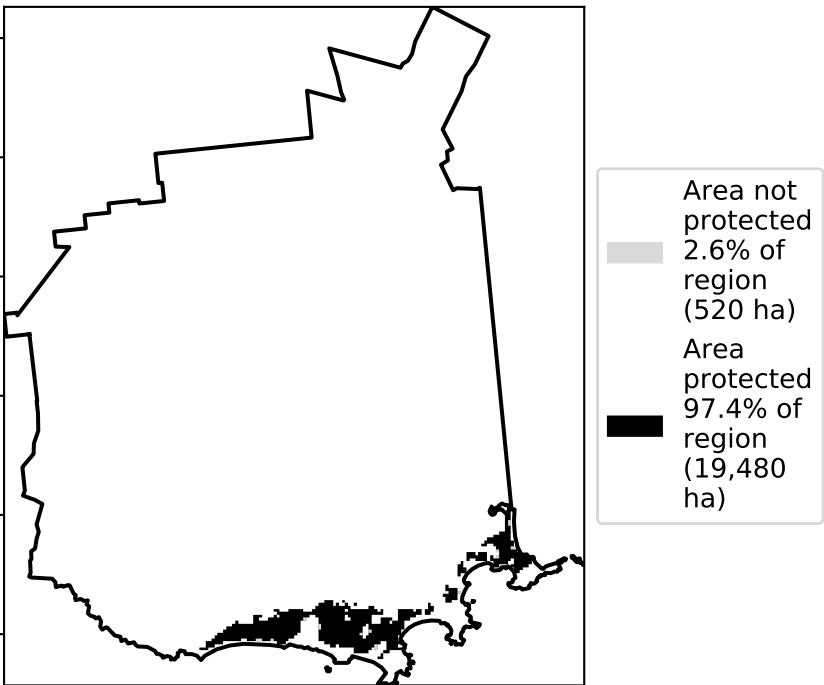 Area not
protected
2.6% of
region
(520 ha)
Area
protected
97.4% of
region
(19,480
ha)